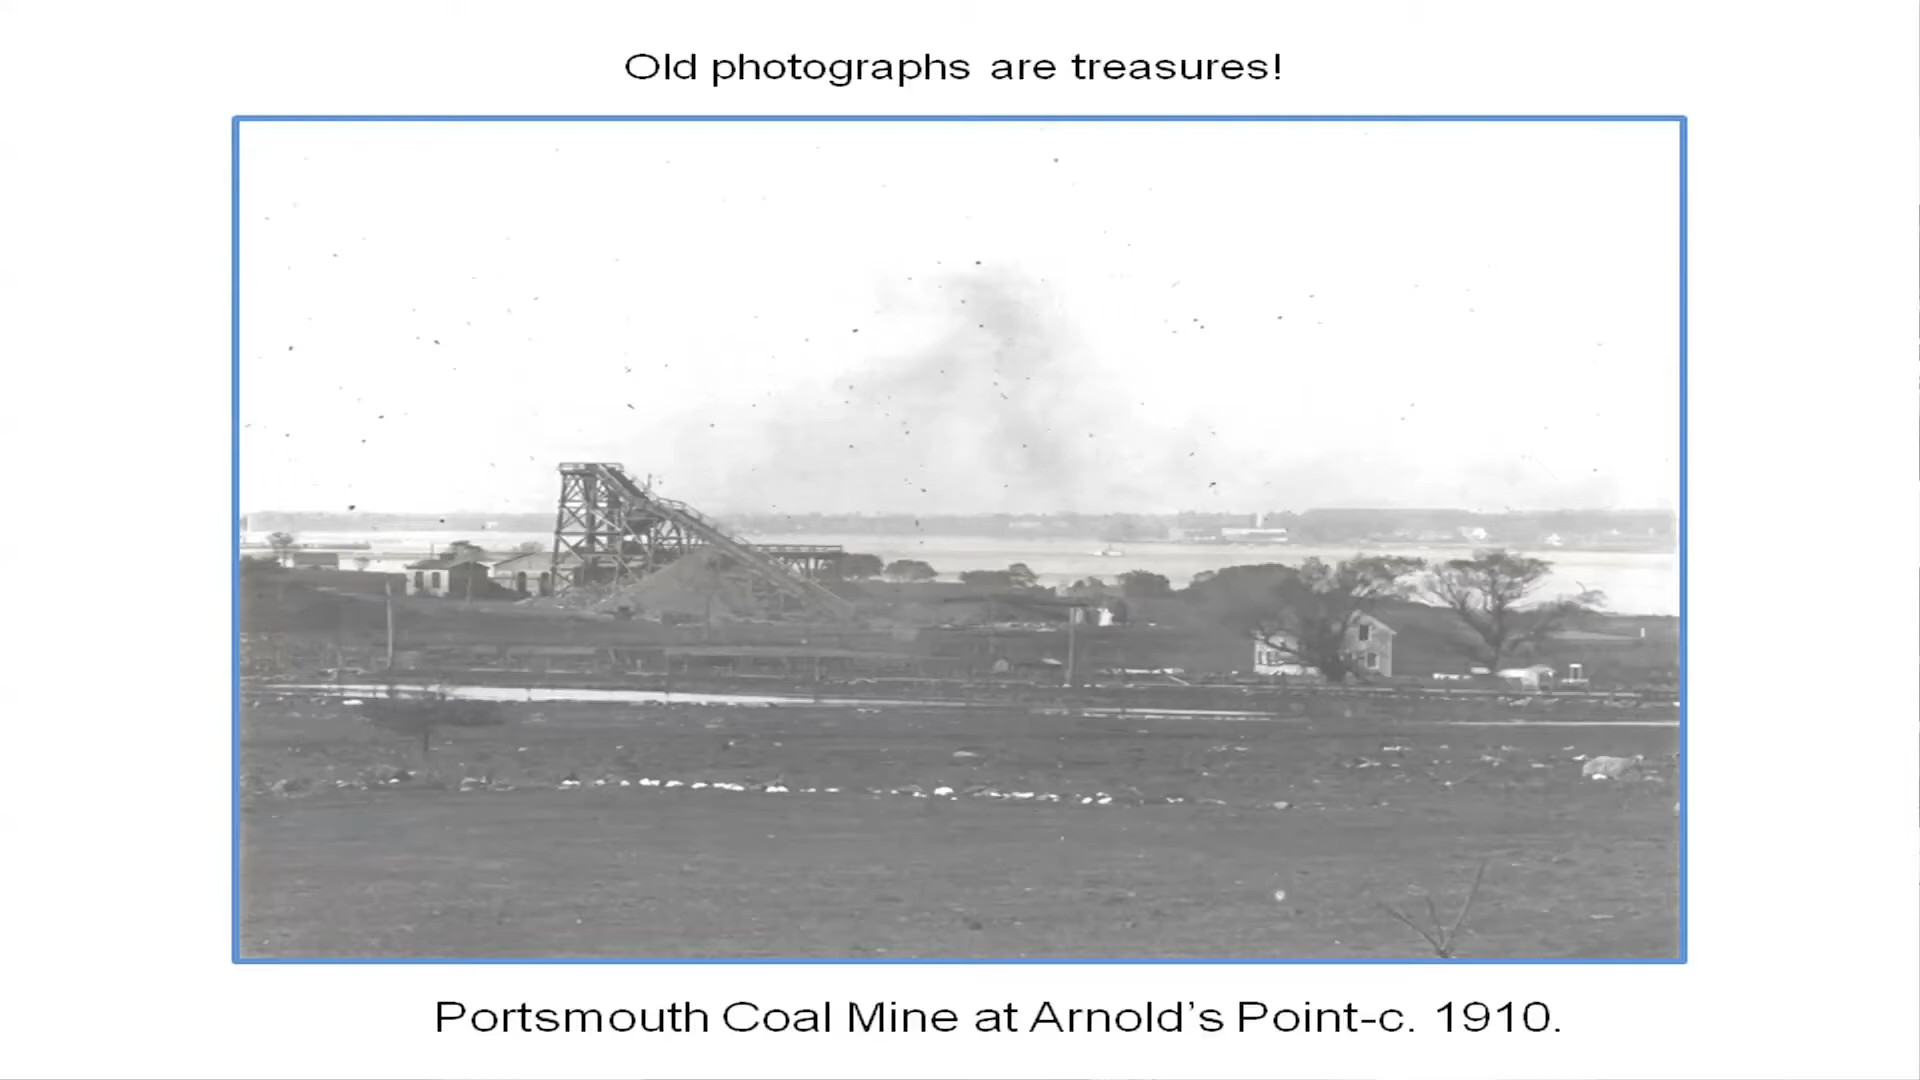 Old photographs are treasures!
Portsmouth Coal Mine at Arnold's Point-c. 1910.